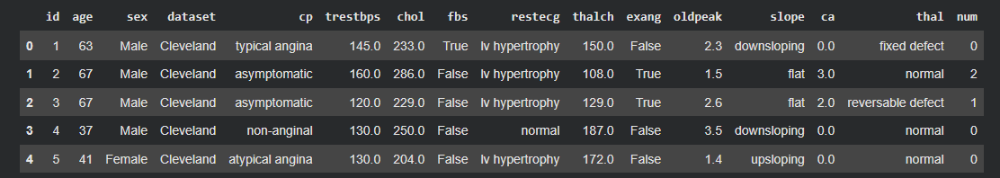 id age sex dataset cp trestbps chol fbs restecg thalch exang oldpeak slope ca thal num
0 1 63 Male Cleveland typical angina 145.0 233.0 True lv hypertrophy 150.0 False 2.3 downsloping 0.0 fixed defect 0
1 2 67 Male Cleveland asymptomatic 160.0 286.0 False lv hypertrophy 108.0 True 1.5 flat 3.0 normal 2
2 3 67 Male Cleveland asymptomatic 120.0 229.0 False lv hypertrophy 129.0 True 2.6 flat 2.0 reversable defect 1
3 4 37 Male Cleveland non-anginal 130.0 250.0 False normal 187.0 False 3.5 downsloping 0.0 normal 0
4 5 41 Female Cleveland atypical angina 130.0 204.0 False lv hypertrophy 172.0 False 1.4 upsloping 0.0 normal 0